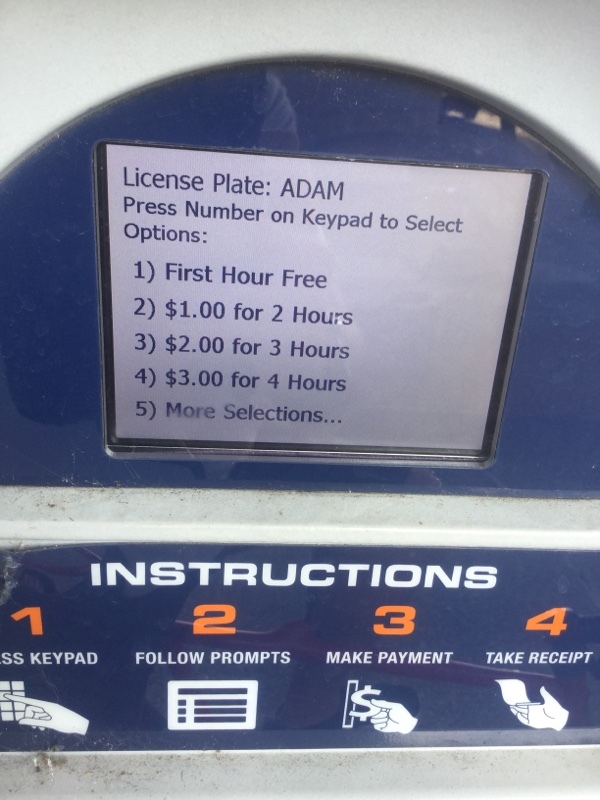 License Plate: ADAM
Press Number on Keypad to Select
Options:
1) First Hour Free
2) $1.00 for 2 Hours
3) $2.00 for 3 Hours
4) $3.00 for 4 Hours
5) More Selections...
INSTRUCTIONS
1 2 3 4
SS KEYPAD FOLLOW PROMPTS MAKE PAYMENT TAKE RECEIPT